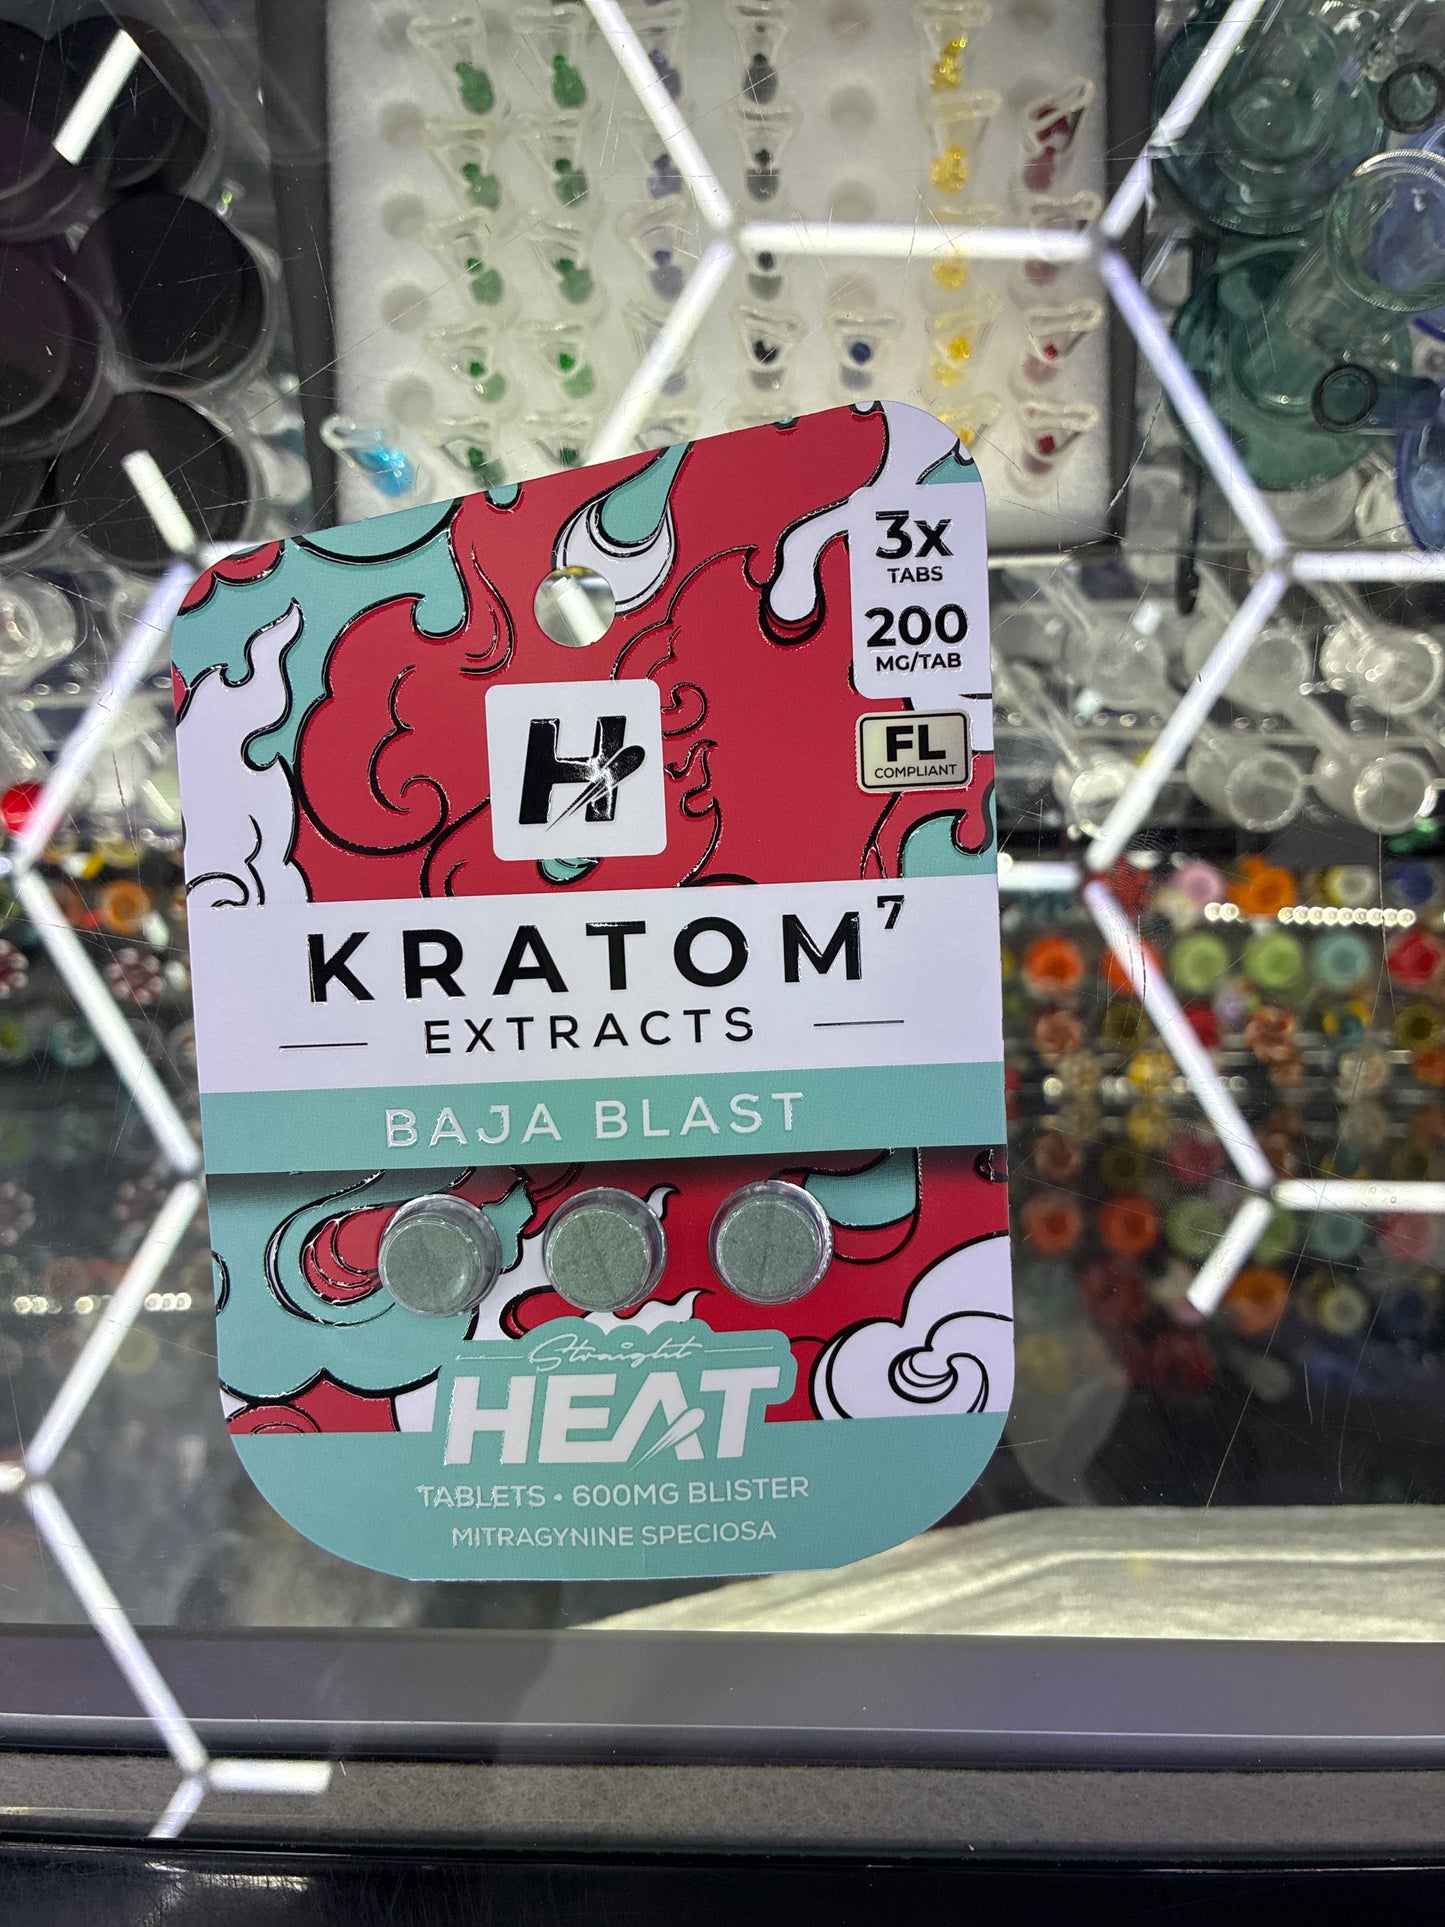 3x
TABS
200
MG/TAB
FL
COMPLIANT
H
KRATOM⁷
EXTRACTS
BAJA BLAST
Straight
HEAT
TABLETS • 600MG BLISTER
MITRAGYNINE SPECIOSA